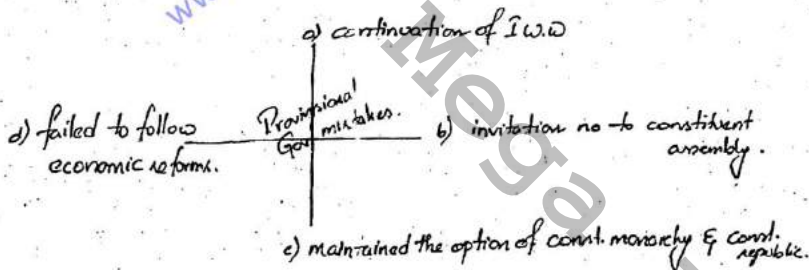 a) continuation of I w.w
Provisional
Gov mistakes.
b) invitation no to constituent
assembly.
c) maintained the option of const. monarchy & const.
republic.
d) failed to follow
economic reforms.
Mega